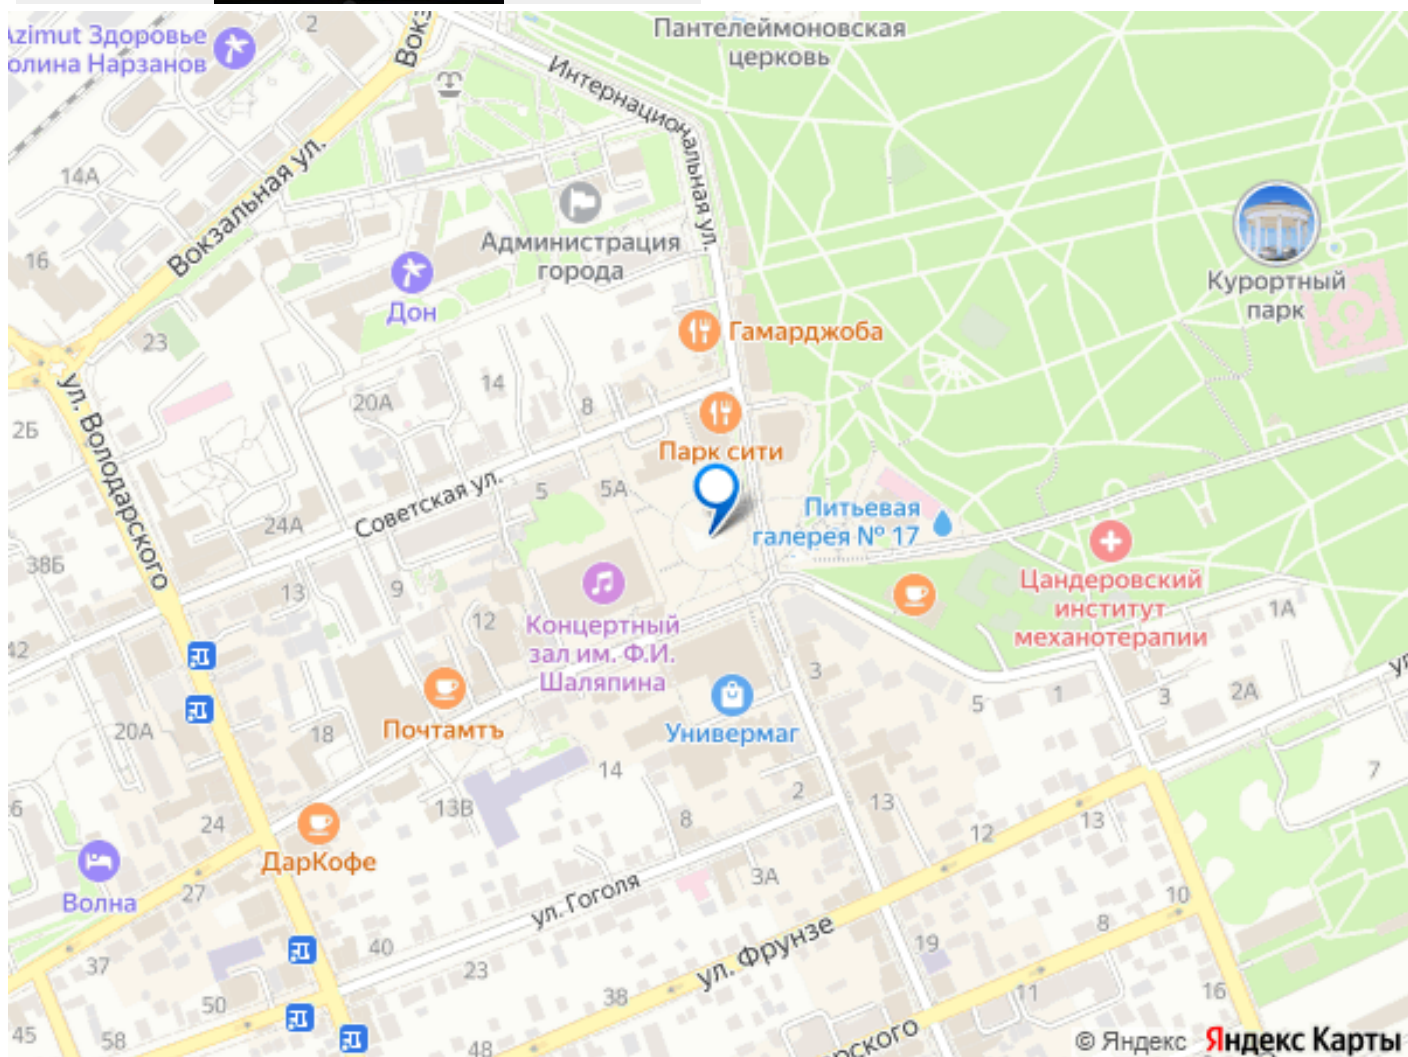 Azimut Здоровье
Долина Нарзанов
2
Вокзальная ул.
Пантелеймоновская
церковь
Интернациональная ул.
14А
16
Администрация
города
Дон
Курортный
парк
23
Гамарджоба
14
20А
8
2Б
Парк сити
ул. Володарского
5
5А
Советская ул.
24А
Питьевая
галерея № 17
38Б
Цандеровский
институт
механотерапии
13
9
12
Концертный
зал им. Ф.И.
Шаляпина
1А
42
3
5
1
3
2А
Почтамтъ
Универмаг
20А
18
14
7
13В
2
13
8
12
13
24
ДарКофе
3А
Волна
27
ул. Гоголя
10
8
40
19
37
23
ул. Фрунзе
50
38
11
16
45
58
48
© Яндекс Яндекс Карты